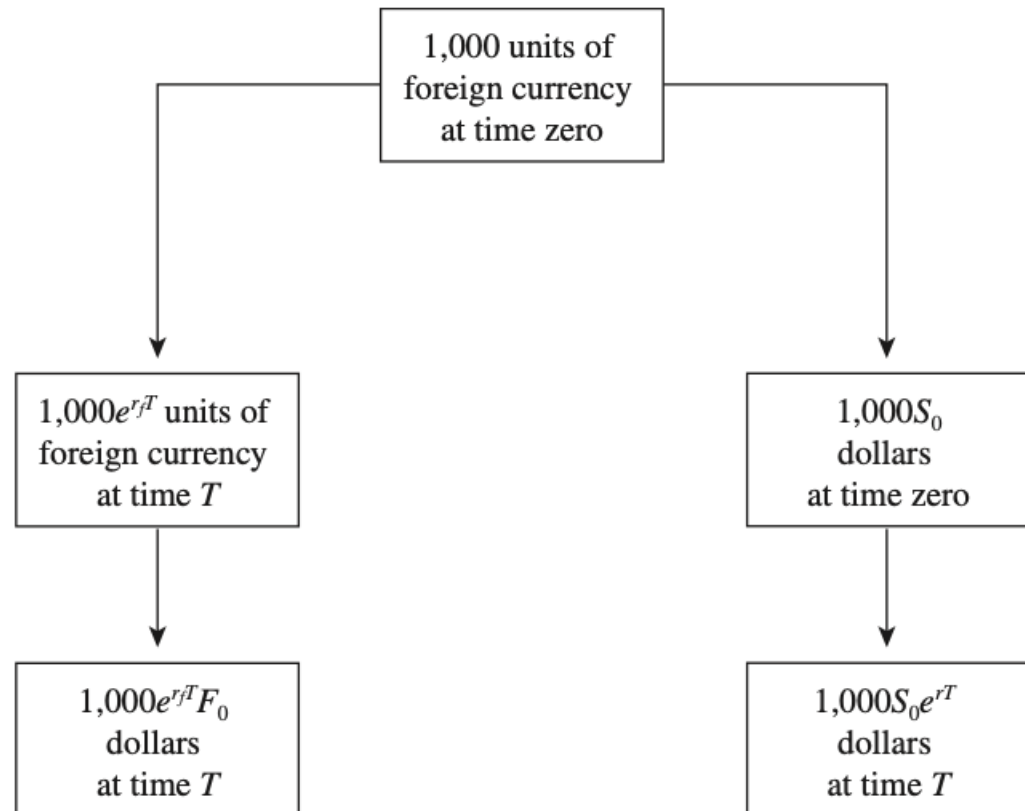 1,000 units of
foreign currency
at time zero
1,000e^{r_f T} units of
foreign currency
at time T
1,000S_0
dollars
at time zero
1,000e^{r_f T}F_0
dollars
at time T
1,000S_0e^{rT}
dollars
at time T